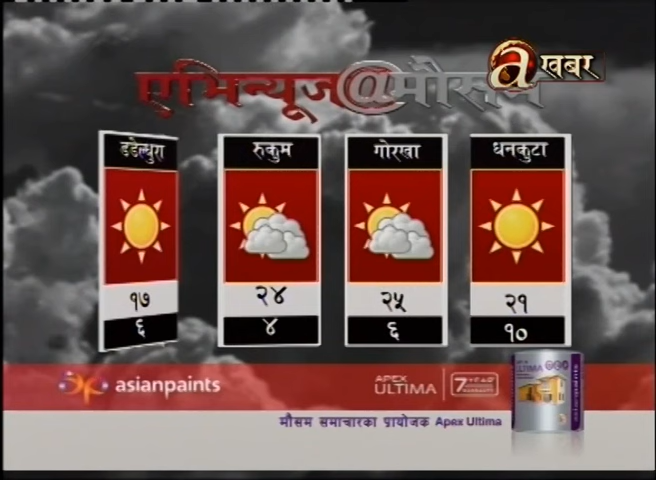 एभिन्यूज@मौसम
a खबर
डडेल्धुरा
रुकुम
गोरखा
धनकुटा
१७
२४
२५
२१
६
४
६
१०
asianpaints
APEX
ULTIMA
7 YEAR
WARRANTY
ULTIMA
मौसम समाचारका प्रायोजक Apex Ultima